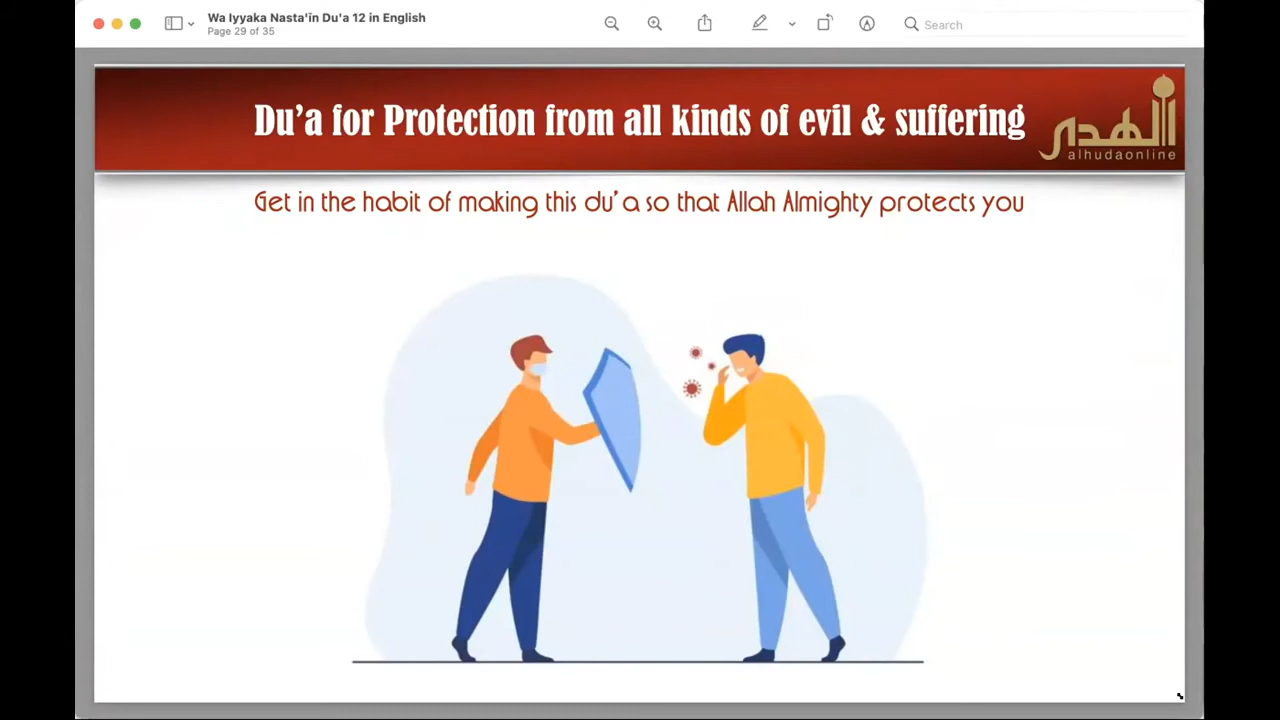 Wa Iyyaka Nasta'īn Du'a 12 in English
Page 29 of 35
Search
Du’a for Protection from all kinds of evil & suffering
الهدى
alhudaonline
Get in the habit of making this du’a so that Allah Almighty protects you